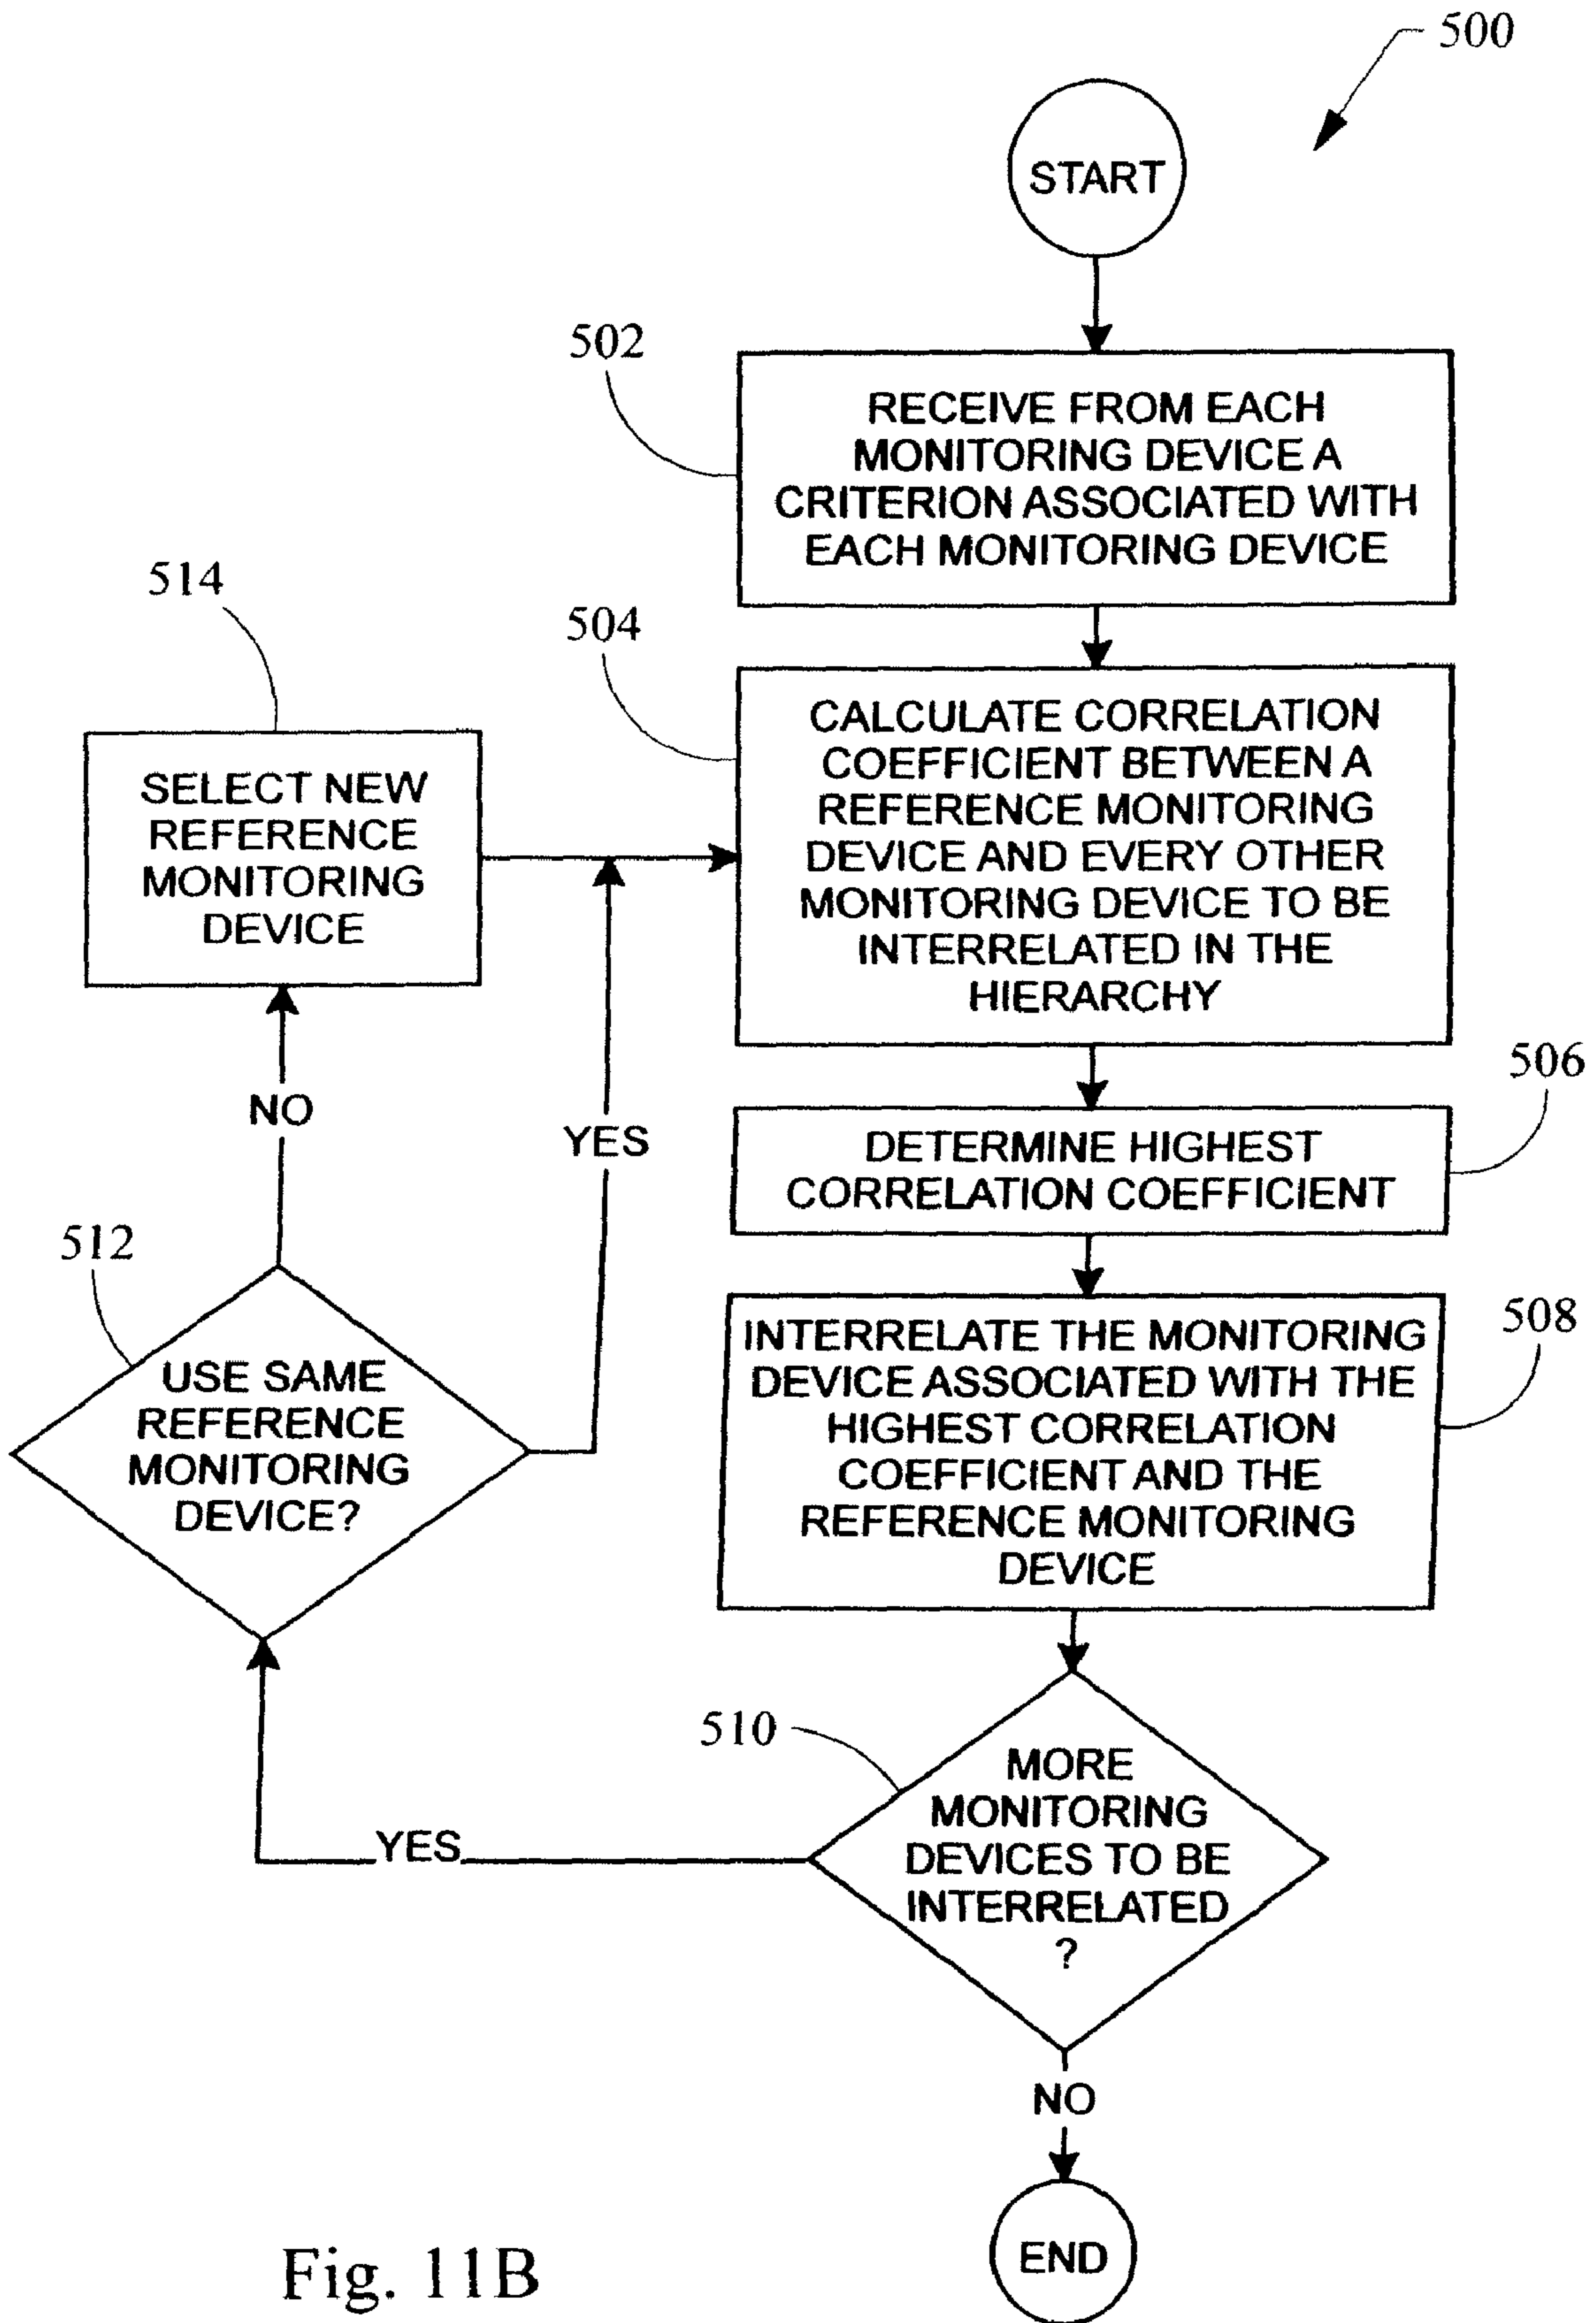 500
START
502
RECEIVE FROM EACH
MONITORING DEVICE A
CRITERION ASSOCIATED WITH
EACH MONITORING DEVICE
504
CALCULATE CORRELATION
COEFFICIENT BETWEEN A
REFERENCE MONITORING
DEVICE AND EVERY OTHER
MONITORING DEVICE TO BE
INTERRELATED IN THE
HIERARCHY
506
DETERMINE HIGHEST
CORRELATION COEFFICIENT
508
INTERRELATE THE MONITORING
DEVICE ASSOCIATED WITH THE
HIGHEST CORRELATION
COEFFICIENT AND THE
REFERENCE MONITORING
DEVICE
510
MORE
MONITORING
DEVICES TO BE
INTERRELATED
?
YES
NO
END
512
USE SAME
REFERENCE
MONITORING
DEVICE?
YES
NO
514
SELECT NEW
REFERENCE
MONITORING
DEVICE
Fig. 11B